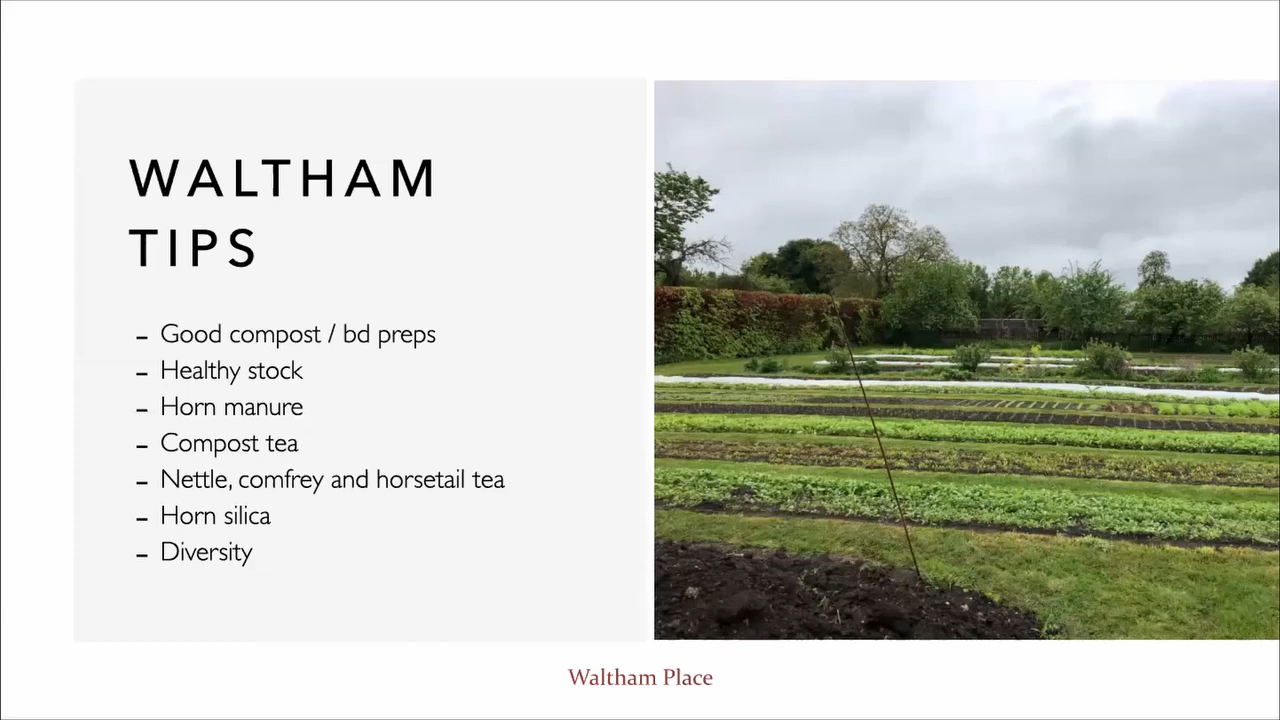 WALTHAM
TIPS
– Good compost / bd preps
– Healthy stock
– Horn manure
– Compost tea
– Nettle, comfrey and horsetail tea
– Horn silica
– Diversity
Waltham Place